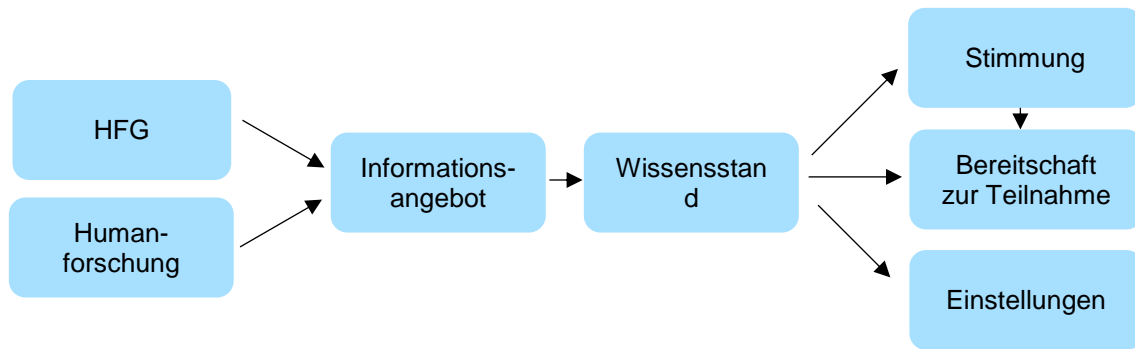 HFG
Human-
forschung
Informations-
angebot
Wissensstan
d
Stimmung
Bereitschaft
zur Teilnahme
Einstellungen